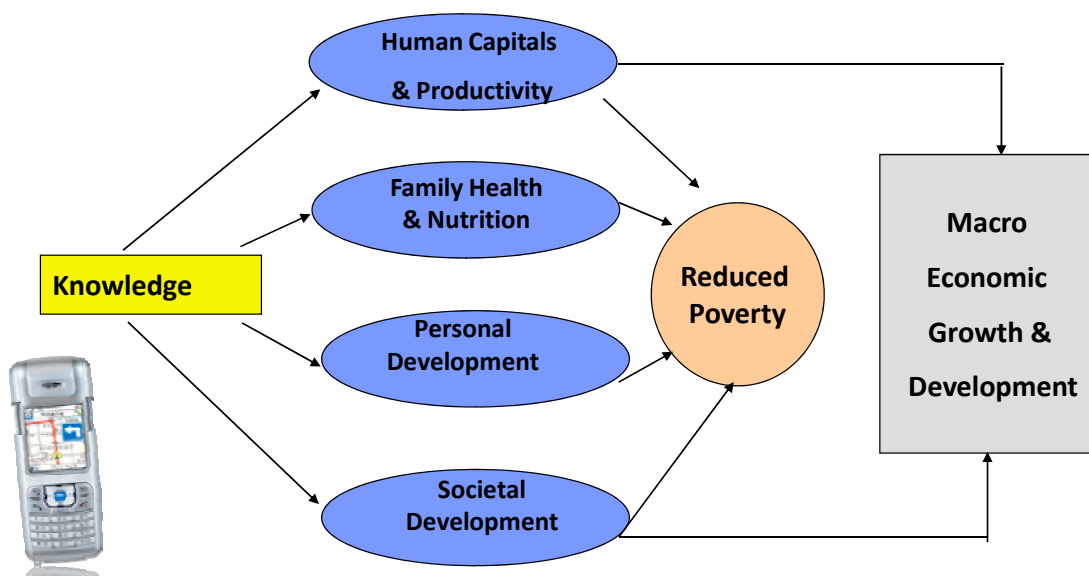 Human Capitals
& Productivity
Family Health
& Nutrition
Knowledge
Personal
Development
Societal
Development
Reduced
Poverty
Macro
Economic
Growth &
Development